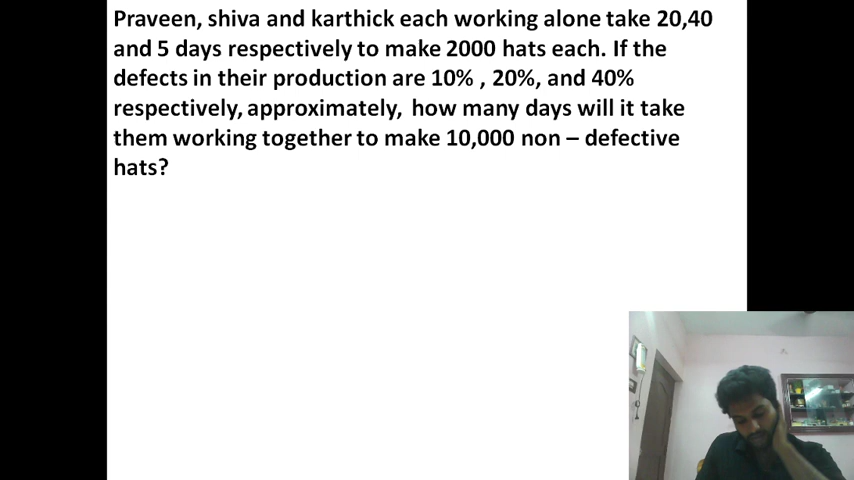 Praveen, shiva and karthick each working alone take 20,40
and 5 days respectively to make 2000 hats each. If the
defects in their production are 10% , 20%, and 40%
respectively, approximately, how many days will it take
them working together to make 10,000 non – defective
hats?